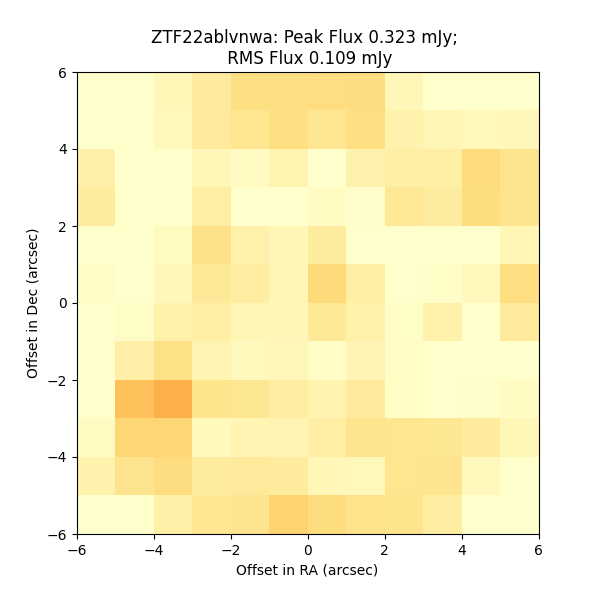 ZTF22ablvnwa: Peak Flux 0.323 mJy;
RMS Flux 0.109 mJy
6
4
2
0
−2
−4
−6
Offset in Dec (arcsec)
−6 −4 −2 0 2 4 6
Offset in RA (arcsec)